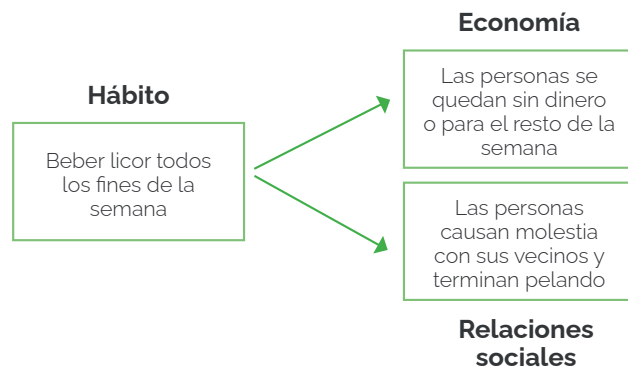 Hábito
Beber licor todos
los fines de la
semana
Economía
Las personas se
quedan sin dinero
o para el resto de la
semana
Las personas
causan molestia
con sus vecinos y
terminan pelando
Relaciones
sociales